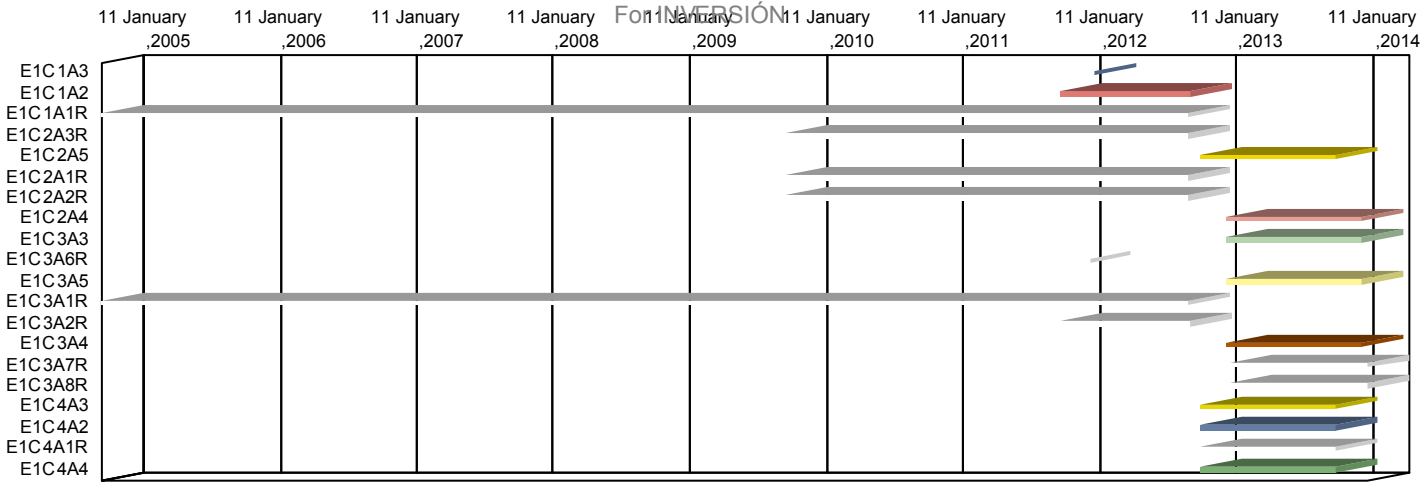 For INVERSIÓN
11 January ,2005
11 January ,2006
11 January ,2007
11 January ,2008
11 January ,2009
11 January ,2010
11 January ,2011
11 January ,2012
11 January ,2013
11 January ,2014
E1C1A3
E1C1A2
E1C1A1R
E1C2A3R
E1C2A5
E1C2A1R
E1C2A2R
E1C2A4
E1C3A3
E1C3A6R
E1C3A5
E1C3A1R
E1C3A2R
E1C3A4
E1C3A7R
E1C3A8R
E1C4A3
E1C4A2
E1C4A1R
E1C4A4